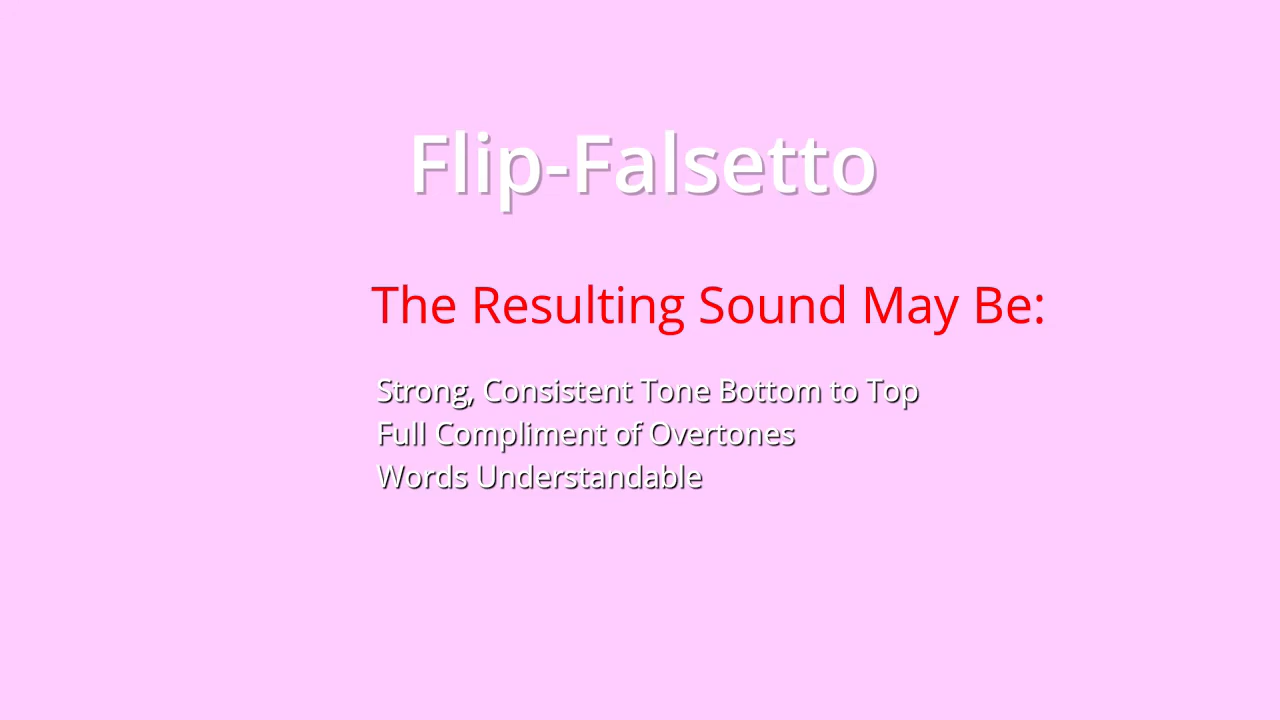 Flip-Falsetto
The Resulting Sound May Be:
Strong, Consistent Tone Bottom to Top
Full Compliment of Overtones
Words Understandable